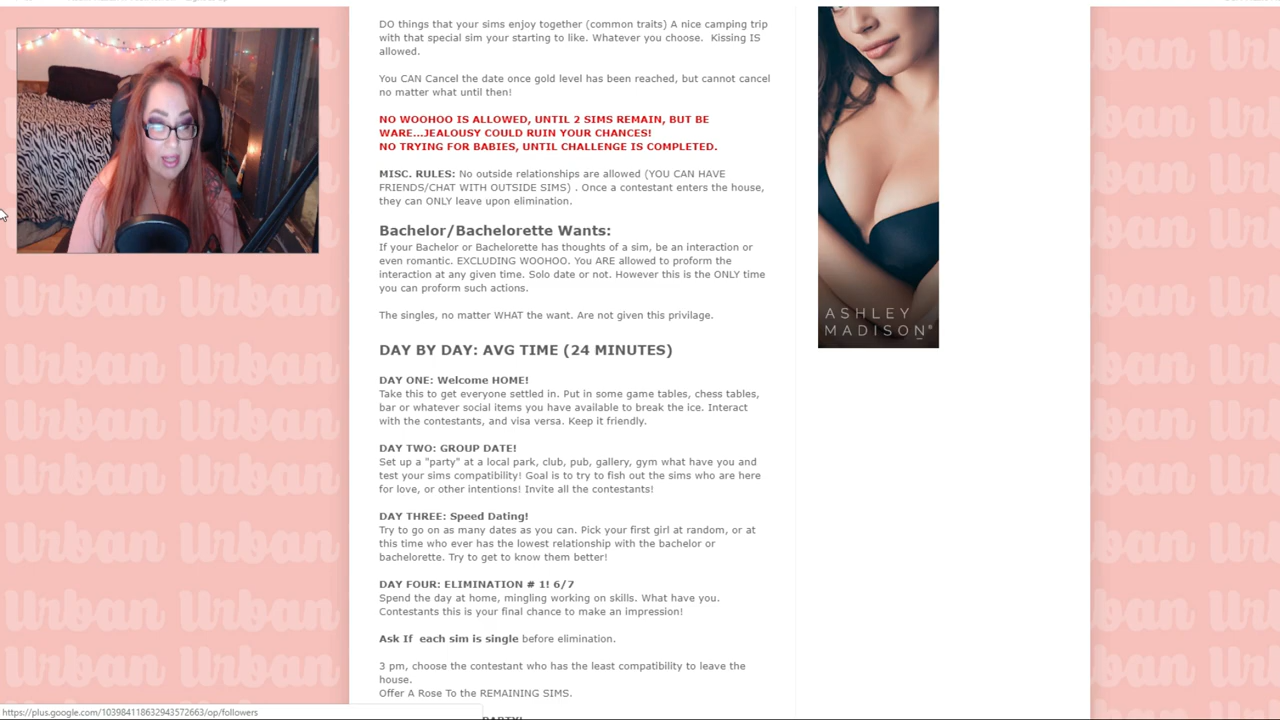 DO things that your sims enjoy together (common traits) A nice camping trip
with that special sim your starting to like. Whatever you choose.  Kissing IS
allowed.
You CAN Cancel the date once gold level has been reached, but cannot cancel
no matter what until then!
NO WOOHOO IS ALLOWED, UNTIL 2 SIMS REMAIN, BUT BE
WARE...JEALOUSY COULD RUIN YOUR CHANCES!
NO TRYING FOR BABIES, UNTIL CHALLENGE IS COMPLETED.
MISC. RULES: No outside relationships are allowed (YOU CAN HAVE
FRIENDS/CHAT WITH OUTSIDE SIMS) . Once a contestant enters the house,
they can ONLY leave upon elimination.
Bachelor/Bachelorette Wants:
If your Bachelor or Bachelorette has thoughts of a sim, be an interaction or
even romantic. EXCLUDING WOOHOO. You ARE allowed to proform the
interaction at any given time. Solo date or not. However this is the ONLY time
you can proform such actions.
The singles, no matter WHAT the want. Are not given this privilage.
DAY BY DAY: AVG TIME (24 MINUTES)
DAY ONE: Welcome HOME!
Take this to get everyone settled in. Put in some game tables, chess tables,
bar or whatever social items you have available to break the ice. Interact
with the contestants, and visa versa. Keep it friendly.
DAY TWO: GROUP DATE!
Set up a "party" at a local park, club, pub, gallery, gym what have you and
test your sims compatibility! Goal is to try to fish out the sims who are here
for love, or other intentions! Invite all the contestants!
DAY THREE: Speed Dating!
Try to go on as many dates as you can. Pick your first girl at random, or at
this time who ever has the lowest relationship with the bachelor or
bachelorette. Try to get to know them better!
DAY FOUR: ELIMINATION # 1! 6/7
Spend the day at home, mingling working on skills. What have you.
Contestants this is your final chance to make an impression!
Ask If  each sim is single before elimination.
3 pm, choose the contestant who has the least compatibility to leave the
house.
Offer A Rose To the REMAINING SIMS.
ASHLEY
MADISON®
Urban Urban
Urban Urban
Urban Urban
Urban Urban
Urban Urban
Urban Urban
Urban Urban
https://plus.google.com/103984118632943572663/op/followers